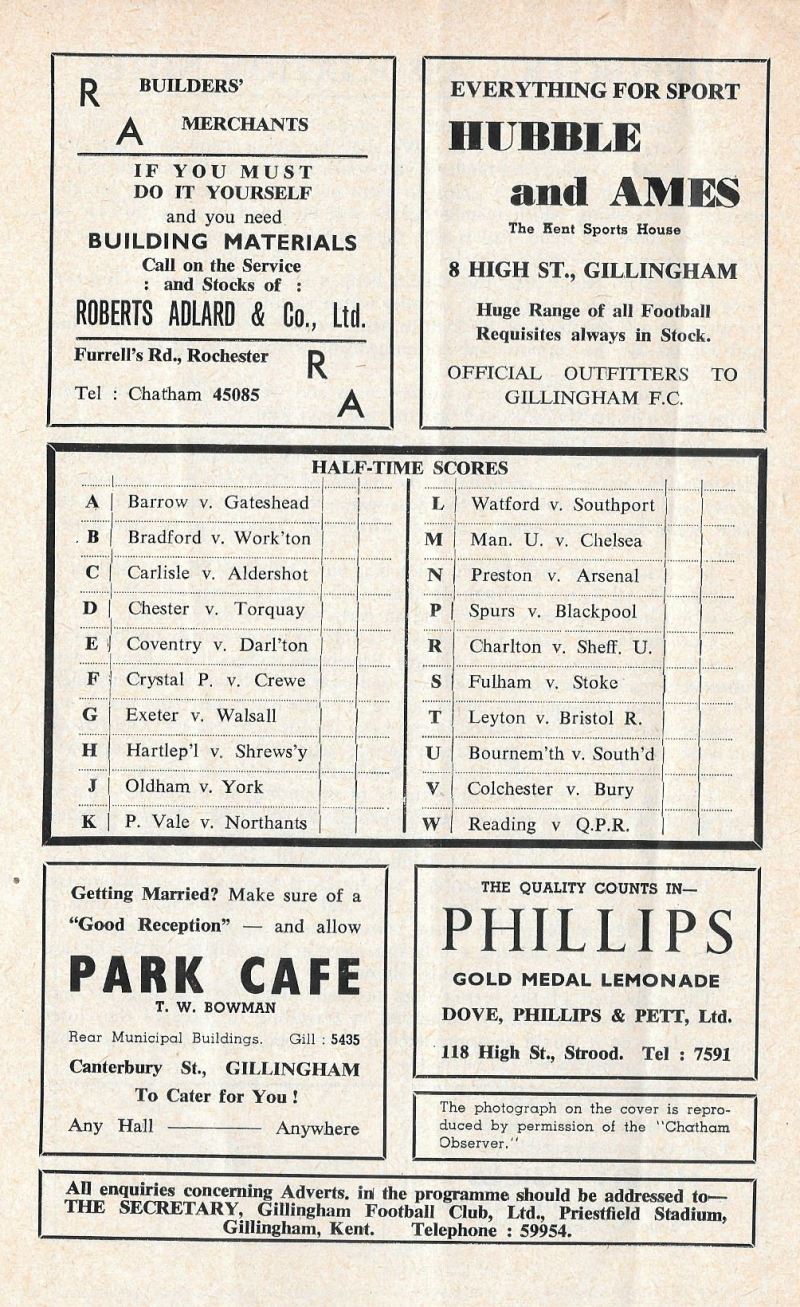 R BUILDERS'
A MERCHANTS
IF YOU MUST
DO IT YOURSELF
and you need
BUILDING MATERIALS
Call on the Service
: and Stocks of :
ROBERTS ADLARD & Co., Ltd.
Furrell's Rd., Rochester R
Tel : Chatham 45085 A
EVERYTHING FOR SPORT
HUBBLE
and AMES
The Kent Sports House
8 HIGH ST., GILLINGHAM
Huge Range of all Football
Requisites always in Stock.
OFFICIAL OUTFITTERS TO
GILLINGHAM F.C.
HALF-TIME SCORES
A Barrow v. Gateshead
B Bradford v. Work'ton
C Carlisle v. Aldershot
D Chester v. Torquay
E Coventry v. Darl'ton
F Crystal P. v. Crewe
G Exeter v. Walsall
H Hartlep'l v. Shrews'y
J Oldham v. York
K P. Vale v. Northants
L Watford v. Southport
M Man. U. v. Chelsea
N Preston v. Arsenal
P Spurs v. Blackpool
R Charlton v. Sheff. U.
S Fulham v. Stoke
T Leyton v. Bristol R.
U Bournem'th v. South'd
V Colchester v. Bury
W Reading v Q.P.R.
Getting Married? Make sure of a
"Good Reception" — and allow
PARK CAFE
T. W. BOWMAN
Rear Municipal Buildings. Gill : 5435
Canterbury St., GILLINGHAM
To Cater for You !
Any Hall ——— Anywhere
THE QUALITY COUNTS IN—
PHILLIPS
GOLD MEDAL LEMONADE
DOVE, PHILLIPS & PETT, Ltd.
118 High St., Strood. Tel : 7591
The photograph on the cover is repro-
duced by permission of the "Chatham
Observer."
All enquiries concerning Adverts. in the programme should be addressed to—
THE SECRETARY, Gillingham Football Club, Ltd., Priestfield Stadium,
Gillingham, Kent. Telephone : 59954.